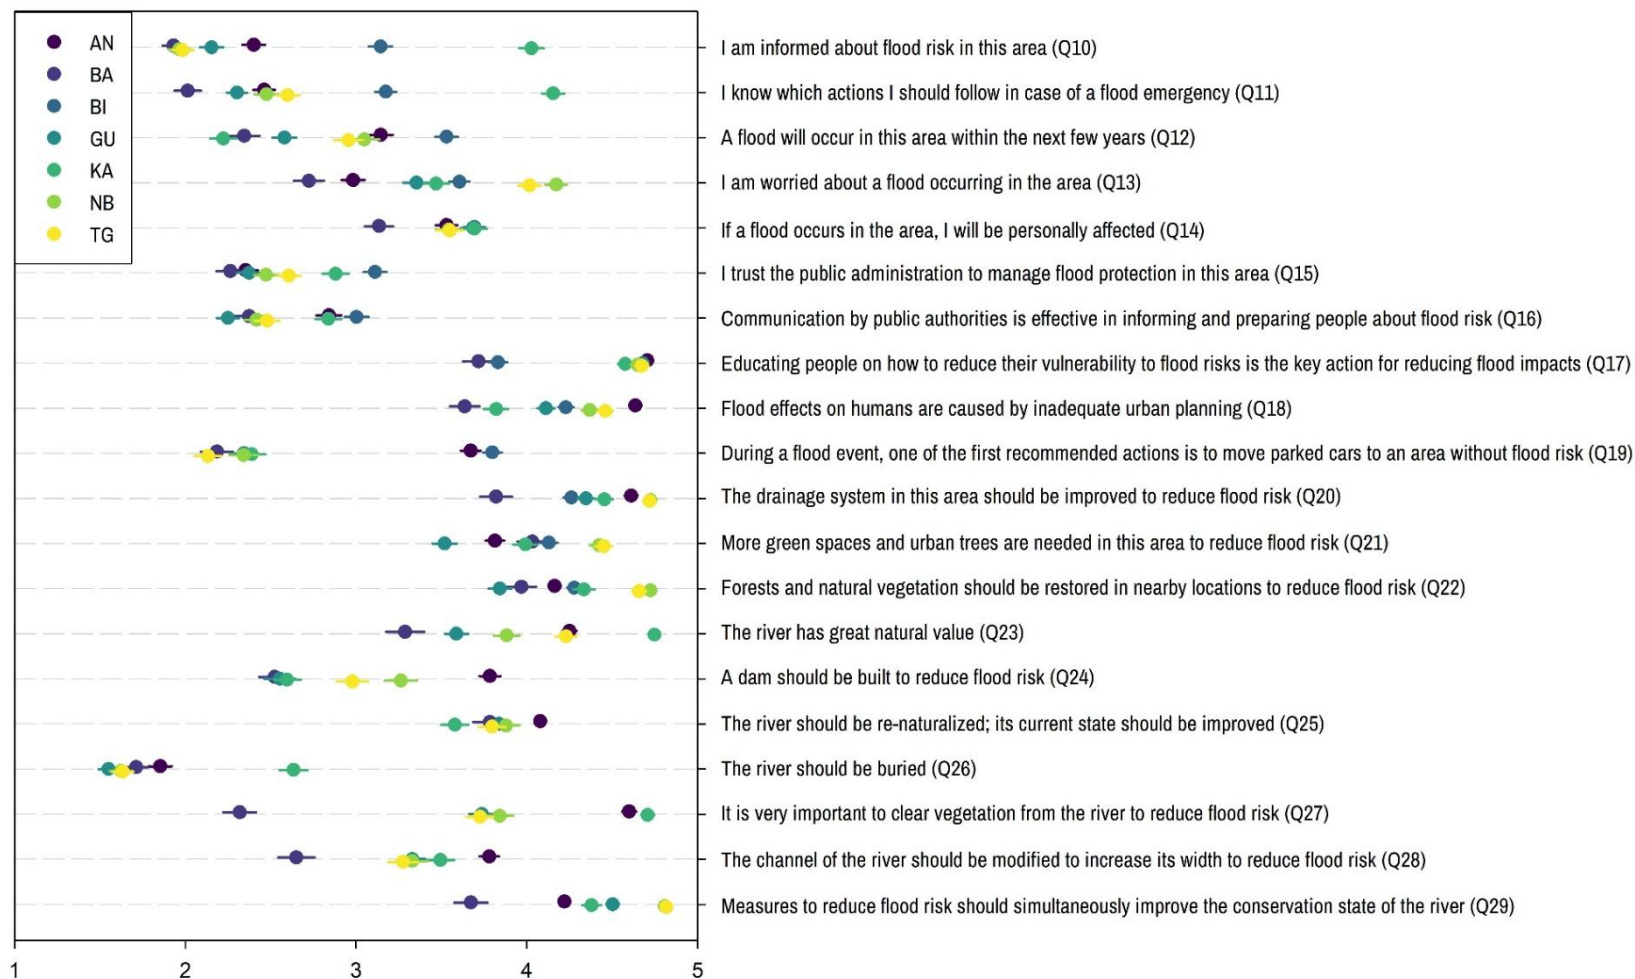 AN
BA
BI
GU
KA
NB
TG
I am informed about flood risk in this area (Q10)
I know which actions I should follow in case of a flood emergency (Q11)
A flood will occur in this area within the next few years (Q12)
I am worried about a flood occurring in the area (Q13)
If a flood occurs in the area, I will be personally affected (Q14)
I trust the public administration to manage flood protection in this area (Q15)
Communication by public authorities is effective in informing and preparing people about flood risk (Q16)
Educating people on how to reduce their vulnerability to flood risks is the key action for reducing flood impacts (Q17)
Flood effects on humans are caused by inadequate urban planning (Q18)
During a flood event, one of the first recommended actions is to move parked cars to an area without flood risk (Q19)
The drainage system in this area should be improved to reduce flood risk (Q20)
More green spaces and urban trees are needed in this area to reduce flood risk (Q21)
Forests and natural vegetation should be restored in nearby locations to reduce flood risk (Q22)
The river has great natural value (Q23)
A dam should be built to reduce flood risk (Q24)
The river should be re-naturalized; its current state should be improved (Q25)
The river should be buried (Q26)
It is very important to clear vegetation from the river to reduce flood risk (Q27)
The channel of the river should be modified to increase its width to reduce flood risk (Q28)
Measures to reduce flood risk should simultaneously improve the conservation state of the river (Q29)
1 2 3 4 5